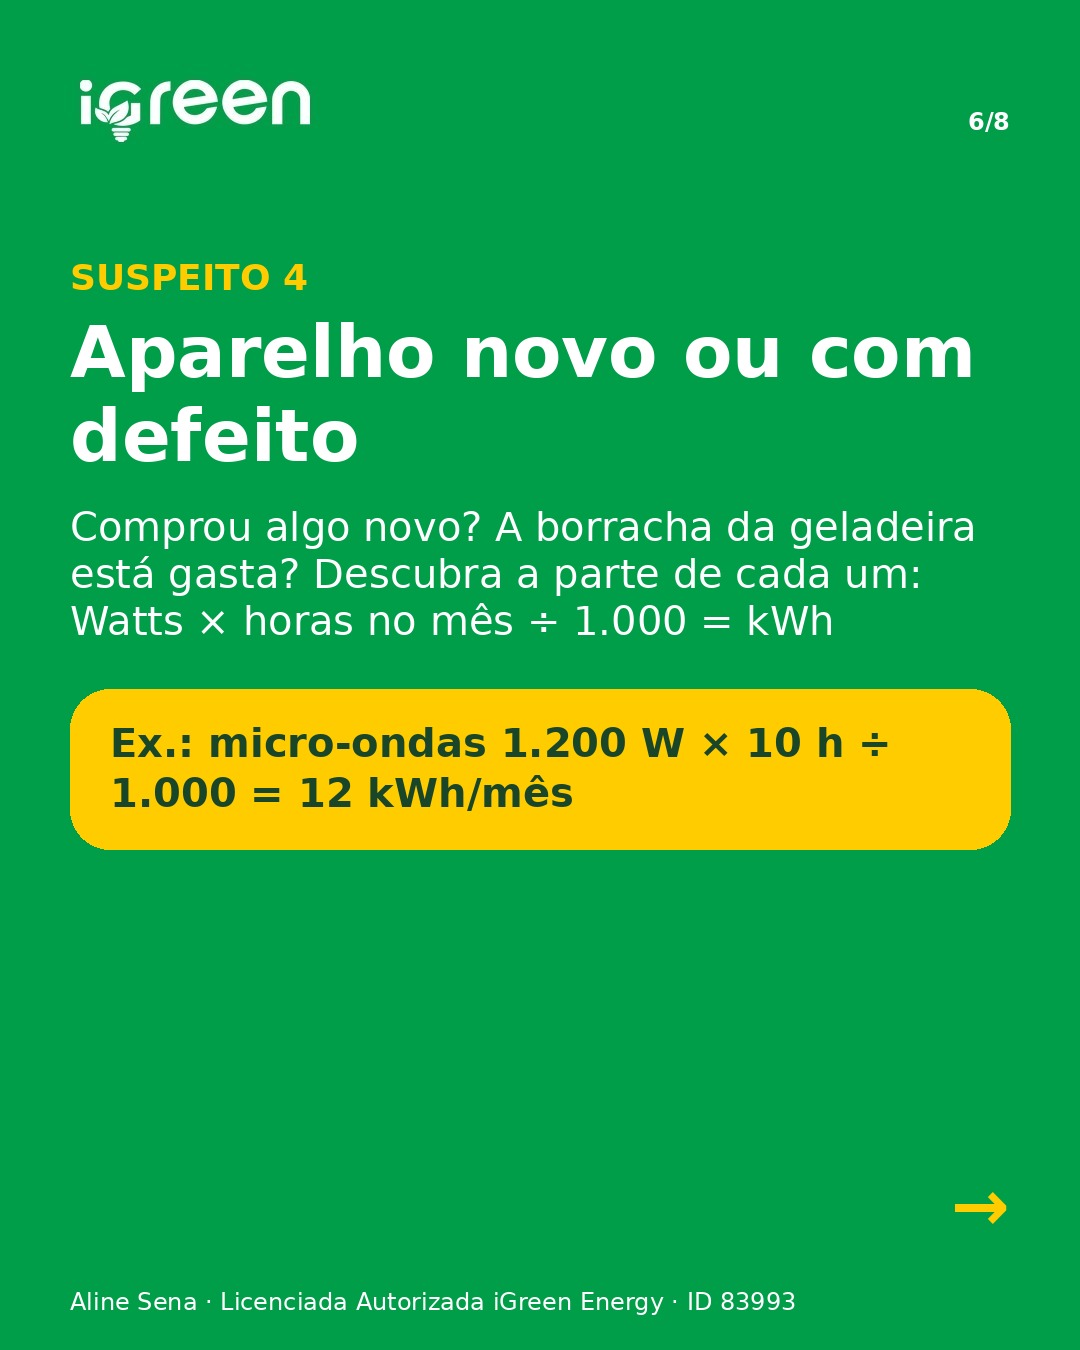 iGreen
6/8
SUSPEITO 4
Aparelho novo ou com
defeito
Comprou algo novo? A borracha da geladeira
está gasta? Descubra a parte de cada um:
Watts × horas no mês ÷ 1.000 = kWh
Ex.: micro-ondas 1.200 W × 10 h ÷
1.000 = 12 kWh/mês
→
Aline Sena · Licenciada Autorizada iGreen Energy · ID 83993